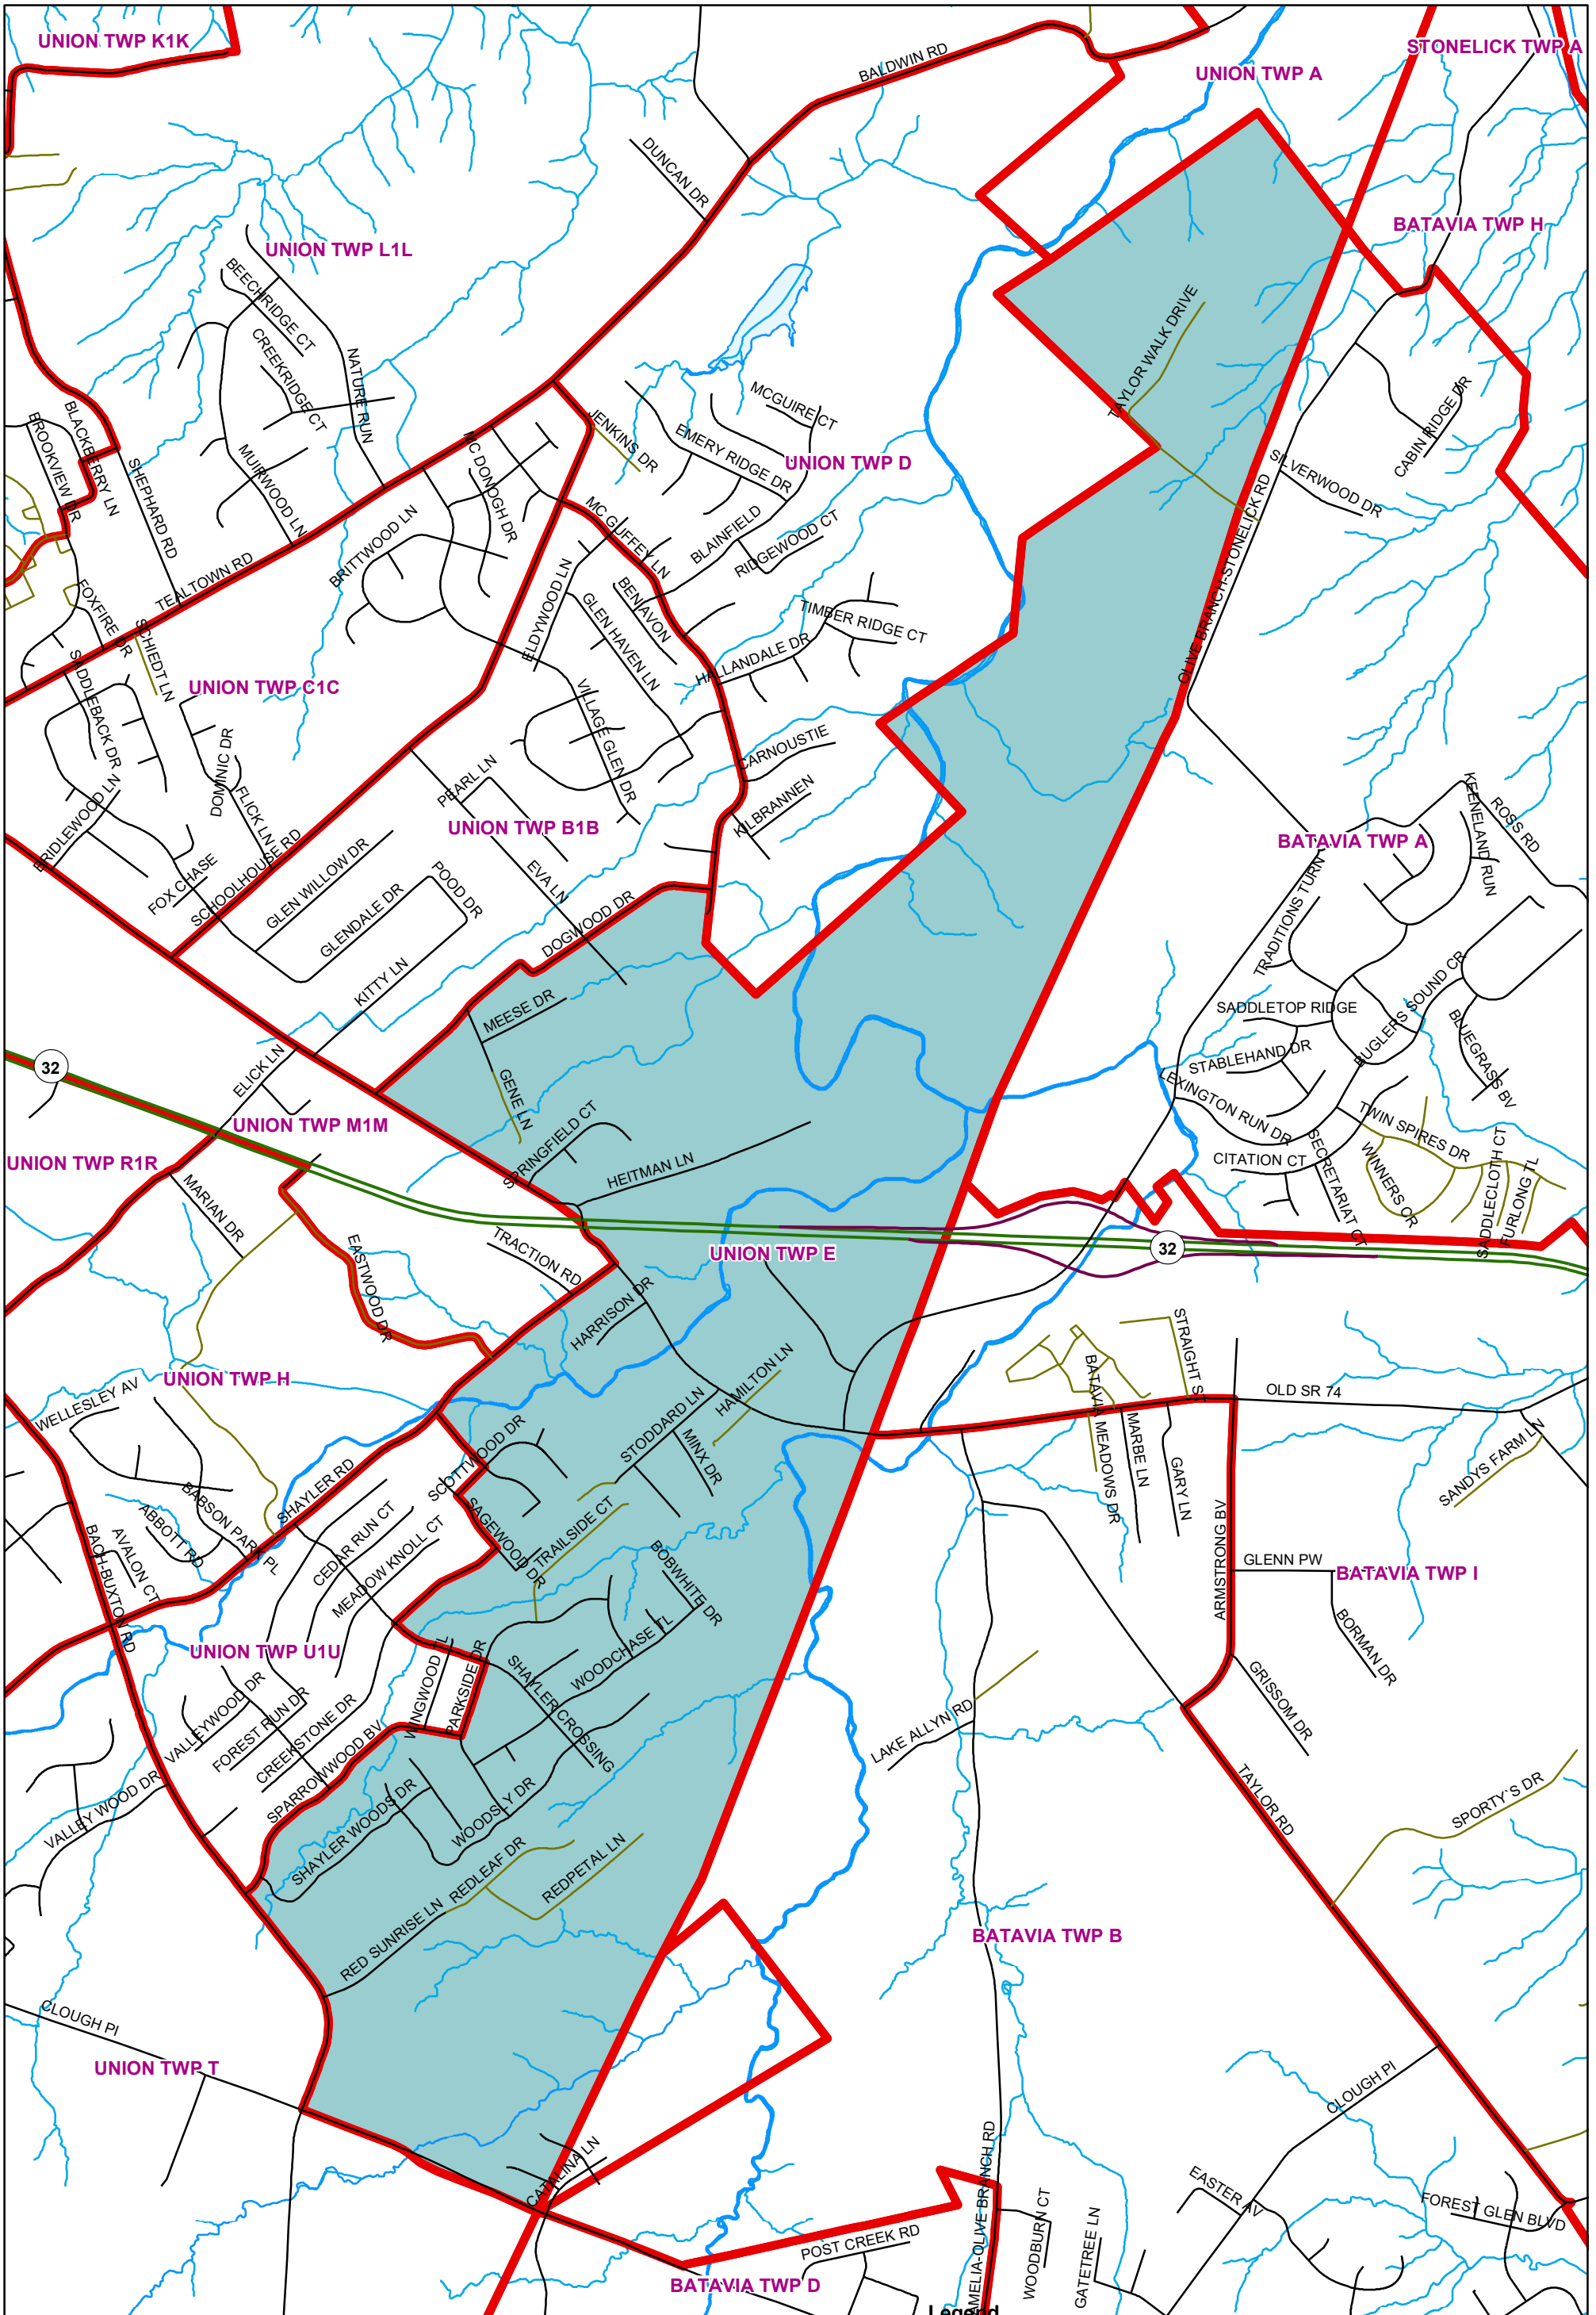 UNION TWP K1K
STONELICK TWP A
UNION TWP A
BALDWIN RD
DUNCAN DR
BATAVIA TWP H
UNION TWP L1L
BEECHRIDGE CT
CREEKRIDGE CT
NATURE RUN
TAYLOR WALK DRIVE
BLACKBERRY LN
BROOKVIEW DR
SHEPHARD RD
MUIRWOOD LN
MC DONOGH DR
JENKINS DR
MCGUIRE CT
EMERY RIDGE DR
UNION TWP D
CABIN RIDGE DR
SILVERWOOD DR
OLIVE BRANCH-STONELICK RD
BRITTWOOD LN
MC GUFFEY LN
BLAINFIELD
RIDGEWOOD CT
TEALTOWN RD
FOXFIRE DR
SCHIEDT LN
ELDYWOOD LN
BENIAVON
GLEN HAVEN LN
TIMBER RIDGE CT
HALLANDALE DR
SADDLEBACK DR
UNION TWP C1C
VILLAGE GLEN DR
DOMINIC DR
FLICK LN
BRIDLEWOOD LN
PEARL LN
CARNOUSTIE
KILBRANNEN
UNION TWP B1B
BATAVIA TWP A
KEENELAND RUN
ROSS RD
FOX CHASE
SCHOOLHOUSE RD
GLEN WILLOW DR
GLENDALE DR
POOD DR
EVA LN
DOGWOOD DR
TRADITIONS TURN
KITTY LN
MEESE DR
SADDLETOP RIDGE
BUGLERS SOUND CR
BLUEGRASS BV
STABLEHAND DR
32
ELICK LN
GENE LN
LEXINGTON RUN DR
TWIN SPIRES DR
UNION TWP M1M
SPRINGFIELD CT
HEITMAN LN
UNION TWP R1R
CITATION CT
SECRETARIAT CT
WINNERS CR
SADDLECLOTH CT
FURLONG TL
MARIAN DR
EASTWOOD DR
TRACTION RD
UNION TWP E
32
HARRISON DR
STRAIGHT ST
UNION TWP H
WELLESLEY AV
HAMILTON LN
STODDARD LN
MINX DR
BATAVIA MEADOWS DR
MARBE LN
GARY LN
OLD SR 74
SANDYS FARM LN
SCOTTWOOD DR
SHAYLER RD
BABSON PARK PL
ABBOTT RD
AVALON CT
BACH-BUXTON RD
CEDAR RUN CT
MEADOW KNOLL CT
SAGEWOOD DR
TRAILSIDE CT
BOBWHITE DR
ARMSTRONG BV
GLENN PW
BATAVIA TWP I
BORMAN DR
GRISSOM DR
UNION TWP U1U
WINGWOOD TL
PARKSIDE DR
SHAYLER CROSSING
WOODCHASE TL
VALLEYWOOD DR
FOREST RUN DR
CREEKSTONE DR
SPARROWWOOD BV
LAKE ALLYN RD
VALLEY WOOD DR
SHAYLER WOODS DR
WOODSLY DR
TAYLOR RD
SPORTY`S DR
REDLEAF DR
REDPETAL LN
RED SUNRISE LN
BATAVIA TWP B
CLOUGH PI
UNION TWP T
CLOUGH PI
CATALINA LN
AMELIA-OLIVE BRANCH RD
WOODBURN CT
GATETREE LN
EASTER AV
FOREST GLEN BLVD
POST CREEK RD
BATAVIA TWP D
Legend